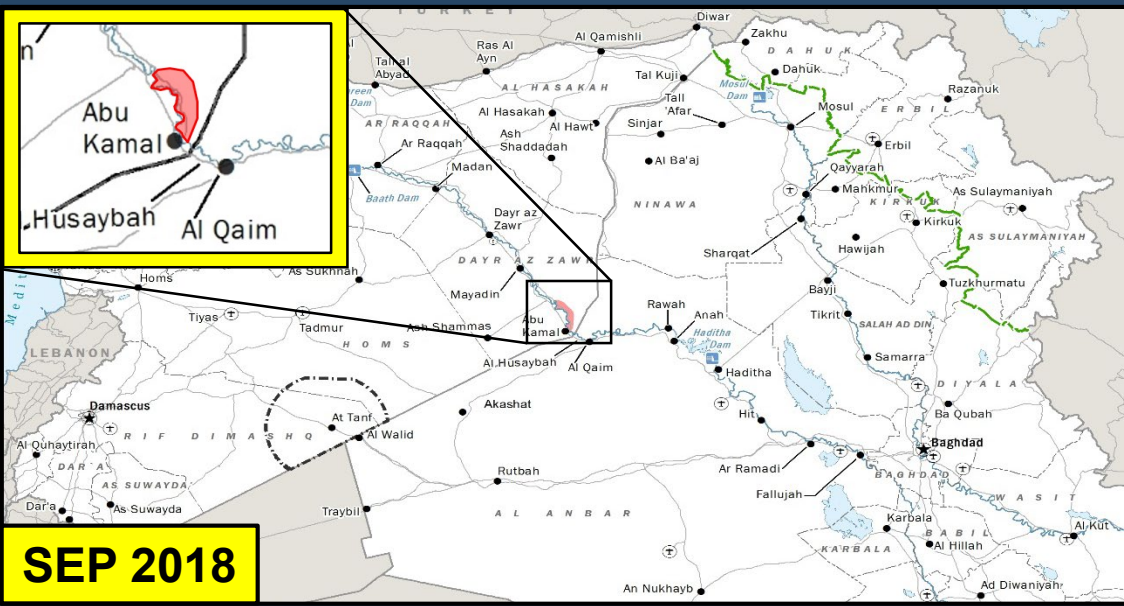 n
Abu
Kamal
Husaybah
Al Qaim
SEP 2018
TURKEY
Diwar
Zakhu
DAHUK
Dahuk
Al Qamishli
Ras Al
Ayn
Abyad
Tal Kuji
AL HASAKAH
Mosul
Dam
Tall
'Afar
Mosul
Razanuk
ERBIL
Dam
AR RAQQAH
Al Hasakah
Al Hawt
Sinjar
Ash
Shaddadah
Erbil
Ar Raqqah
Al Ba'aj
Qayyarah
Madan
Baath Dam
Mahkmur
As Sulaymaniyah
KIRKUK
NINAWA
Kirkuk
Dayr az
Zawr
Sharqat
Hawijah
AS SULAYMANIYAH
DAYR AZ ZAWR
As Sukhnah
Homs
Mayadin
Bayji
Tuzkhurmatu
Medit
Rawah
Anah
Tiyas
Tadmur
Abu
Kamal
Haditha
Dam
Tikrit
SALAH AD DIN
Ash Shammas
HOMS
LEBANON
Al Husaybah
Al Qaim
Samarra
Haditha
DIYALA
Damascus
Akashat
Hit
Ba Qubah
At Tanf
Al Walid
RIF DIMASHQ
Al Quhaytirah
Baghdad
Ar Ramadi
DAR'A
Rutbah
BAGHDAD
AS SUWAYDA
Fallujah
WASIT
Dar'a
As Suwayda
Traybil
AL ANBAR
Karbala
Al Kut
BABIL
KARBALA
Al Hillah
An Nukhayb
Ad Diwaniyah